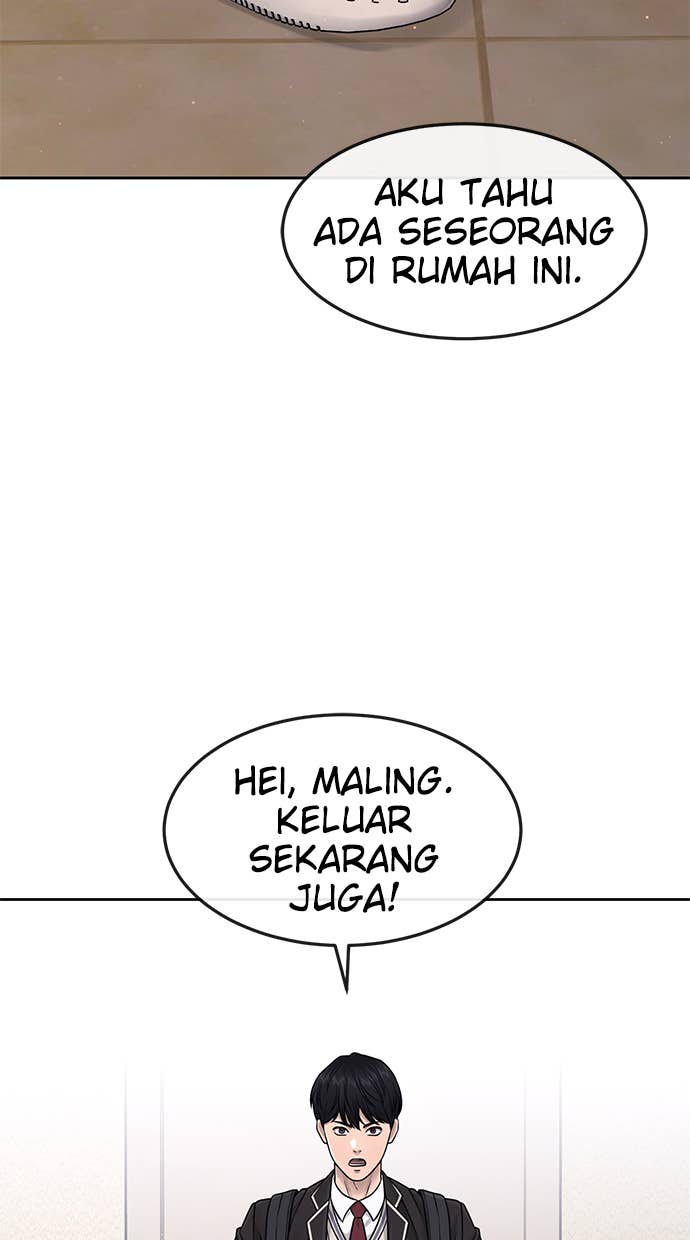 AKU TAHU
ADA SESEORANG
DI RUMAH INI.
HEI, MALING.
KELUAR
SEKARANG
JUGA!